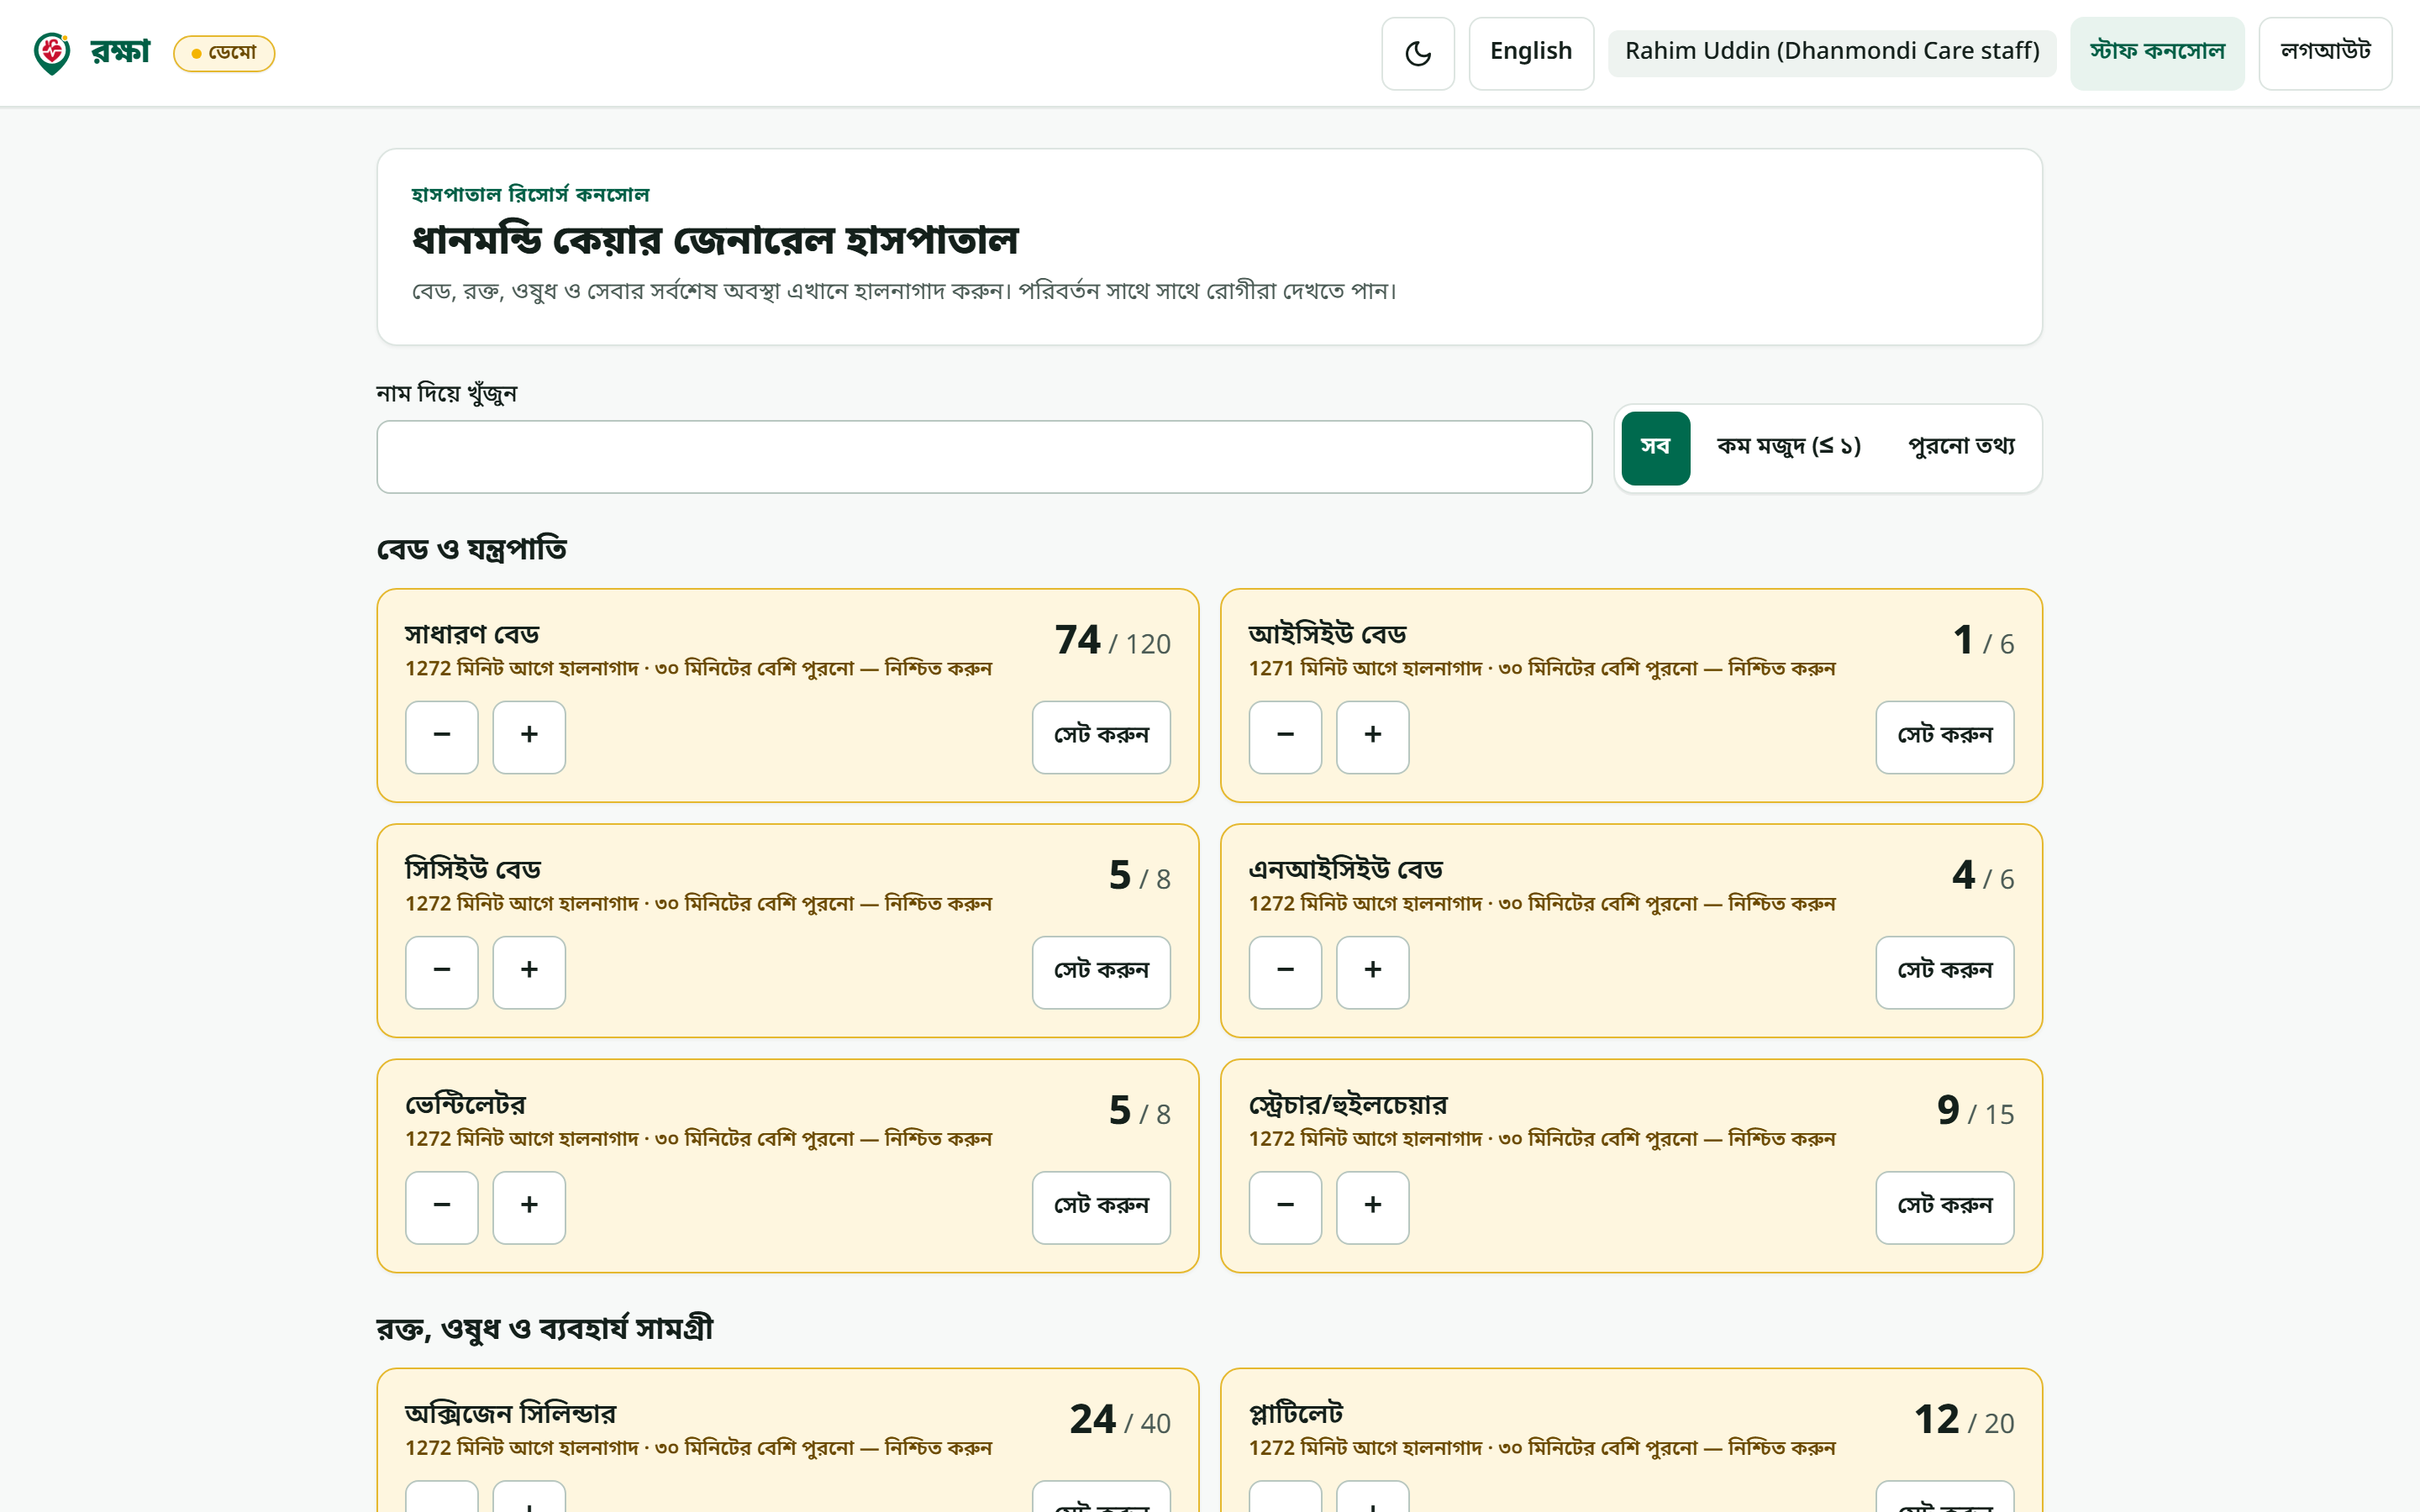 রক্ষা
ডেমো
English
Rahim Uddin (Dhanmondi Care staff)
স্টাফ কনসোল
লগআউট
হাসপাতাল রিসোর্স কনসোল
ধানমন্ডি কেয়ার জেনারেল হাসপাতাল
বেড, রক্ত, ওষুধ ও সেবার সর্বশেষ অবস্থা এখানে হালনাগাদ করুন। পরিবর্তন সাথে সাথে রোগীরা দেখতে পান।
নাম দিয়ে খুঁজুন
সব
কম মজুদ (≤ ১)
পুরনো তথ্য
বেড ও যন্ত্রপাতি
সাধারণ বেড
74 / 120
1272 মিনিট আগে হালনাগাদ · ৩০ মিনিটের বেশি পুরনো — নিশ্চিত করুন
− + সেট করুন
আইসিইউ বেড
1 / 6
1271 মিনিট আগে হালনাগাদ · ৩০ মিনিটের বেশি পুরনো — নিশ্চিত করুন
− + সেট করুন
সিসিইউ বেড
5 / 8
1272 মিনিট আগে হালনাগাদ · ৩০ মিনিটের বেশি পুরনো — নিশ্চিত করুন
− + সেট করুন
এনআইসিইউ বেড
4 / 6
1272 মিনিট আগে হালনাগাদ · ৩০ মিনিটের বেশি পুরনো — নিশ্চিত করুন
− + সেট করুন
ভেন্টিলেটর
5 / 8
1272 মিনিট আগে হালনাগাদ · ৩০ মিনিটের বেশি পুরনো — নিশ্চিত করুন
− + সেট করুন
স্ট্রেচার/হুইলচেয়ার
9 / 15
1272 মিনিট আগে হালনাগাদ · ৩০ মিনিটের বেশি পুরনো — নিশ্চিত করুন
− + সেট করুন
রক্ত, ওষুধ ও ব্যবহার্য সামগ্রী
অক্সিজেন সিলিন্ডার
24 / 40
1272 মিনিট আগে হালনাগাদ · ৩০ মিনিটের বেশি পুরনো — নিশ্চিত করুন
প্লাটিলেট
12 / 20
1272 মিনিট আগে হালনাগাদ · ৩০ মিনিটের বেশি পুরনো — নিশ্চিত করুন